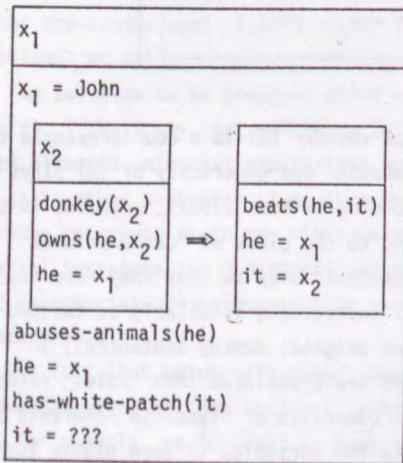 x1
x1 = John
x2
donkey(x2)
owns(he,x2) ⇒
he = x1
beats(he,it)
he = x1
it = x2
abuses-animals(he)
he = x1
has-white-patch(it)
it = ???